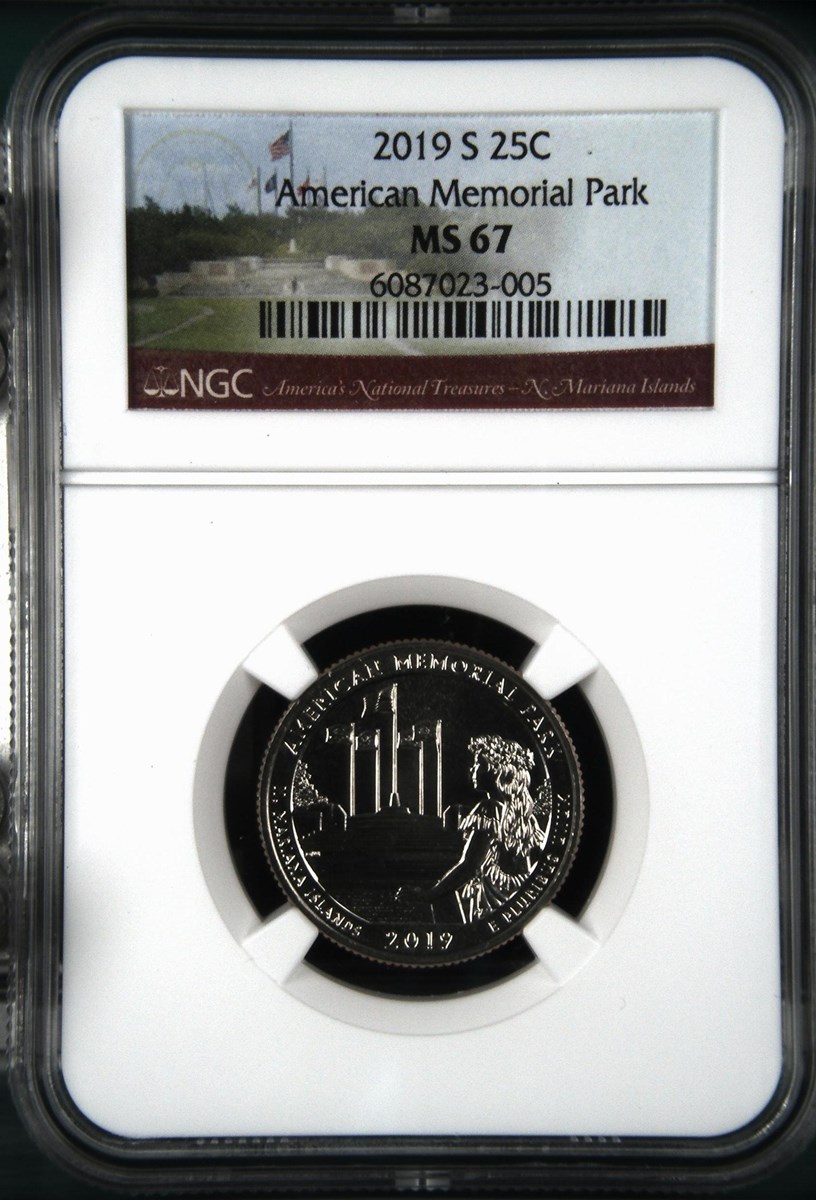 2019 S 25C
American Memorial Park
MS 67
6087023-005
NGC America's National Treasures – N. Mariana Islands
AMERICAN MEMORIAL PARK
N. MARIANA ISLANDS
2019
E PLURIBUS UNUM